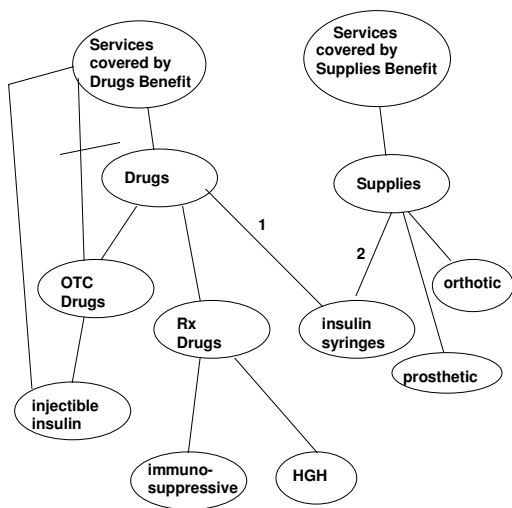 Services
covered by
Drugs Benefit
Services
covered by
Supplies Benefit
Drugs
Supplies
1
2
OTC
Drugs
orthotic
Rx
Drugs
insulin
syringes
prosthetic
injectible
insulin
immuno-
suppressive
HGH